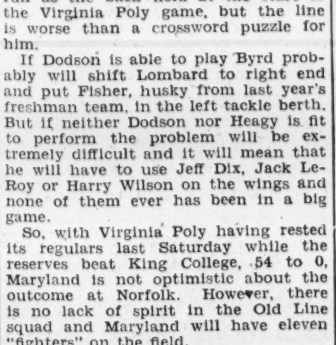 the Virginia Poly game, but the line
is worse than a crossword puzzle for
him.
If Dodson is able to play Byrd prob-
ably will shift Lombard to right end
and put Fisher, husky from last year's
freshman team, in the left tackle berth.
But if neither Dodson nor Heagy is fit
to perform the problem will be ex-
tremely difficult and it will mean that
he will have to use Jeff Dix, Jack Le-
Roy or Harry Wilson on the wings and
none of them ever has been in a big
game.
So, with Virginia Poly having rested
its regulars last Saturday while the
reserves beat King College, 54 to 0,
Maryland is not optimistic about the
outcome at Norfolk. However, there
is no lack of spirit in the Old Line
squad and Maryland will have eleven
"fighters" on the field.